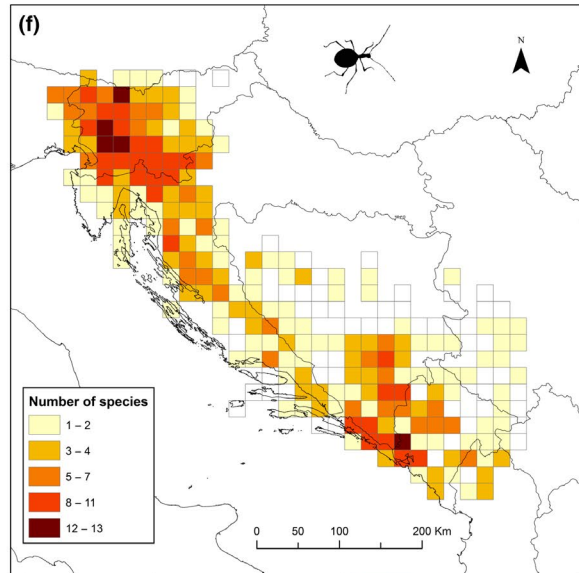 (f)
N
Number of species
1 – 2
3 – 4
5 – 7
8 – 11
12 – 13
0 50 100 200 Km